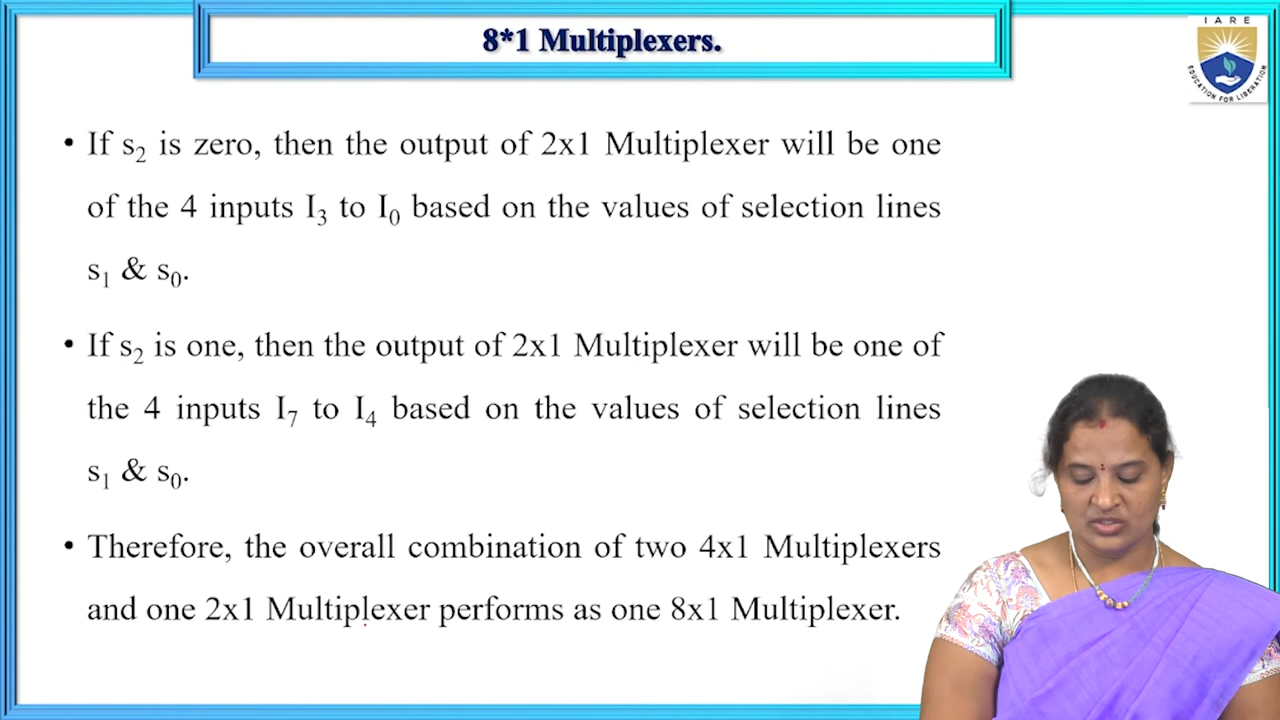 8*1 Multiplexers.
I A R E
EDUCATION FOR LIBERATION
• If s₂ is zero, then the output of 2x1 Multiplexer will be one
of the 4 inputs I₃ to I₀ based on the values of selection lines
s₁ & s₀.
• If s₂ is one, then the output of 2x1 Multiplexer will be one of
the 4 inputs I₇ to I₄ based on the values of selection lines
s₁ & s₀.
• Therefore, the overall combination of two 4x1 Multiplexers
and one 2x1 Multiplexer performs as one 8x1 Multiplexer.